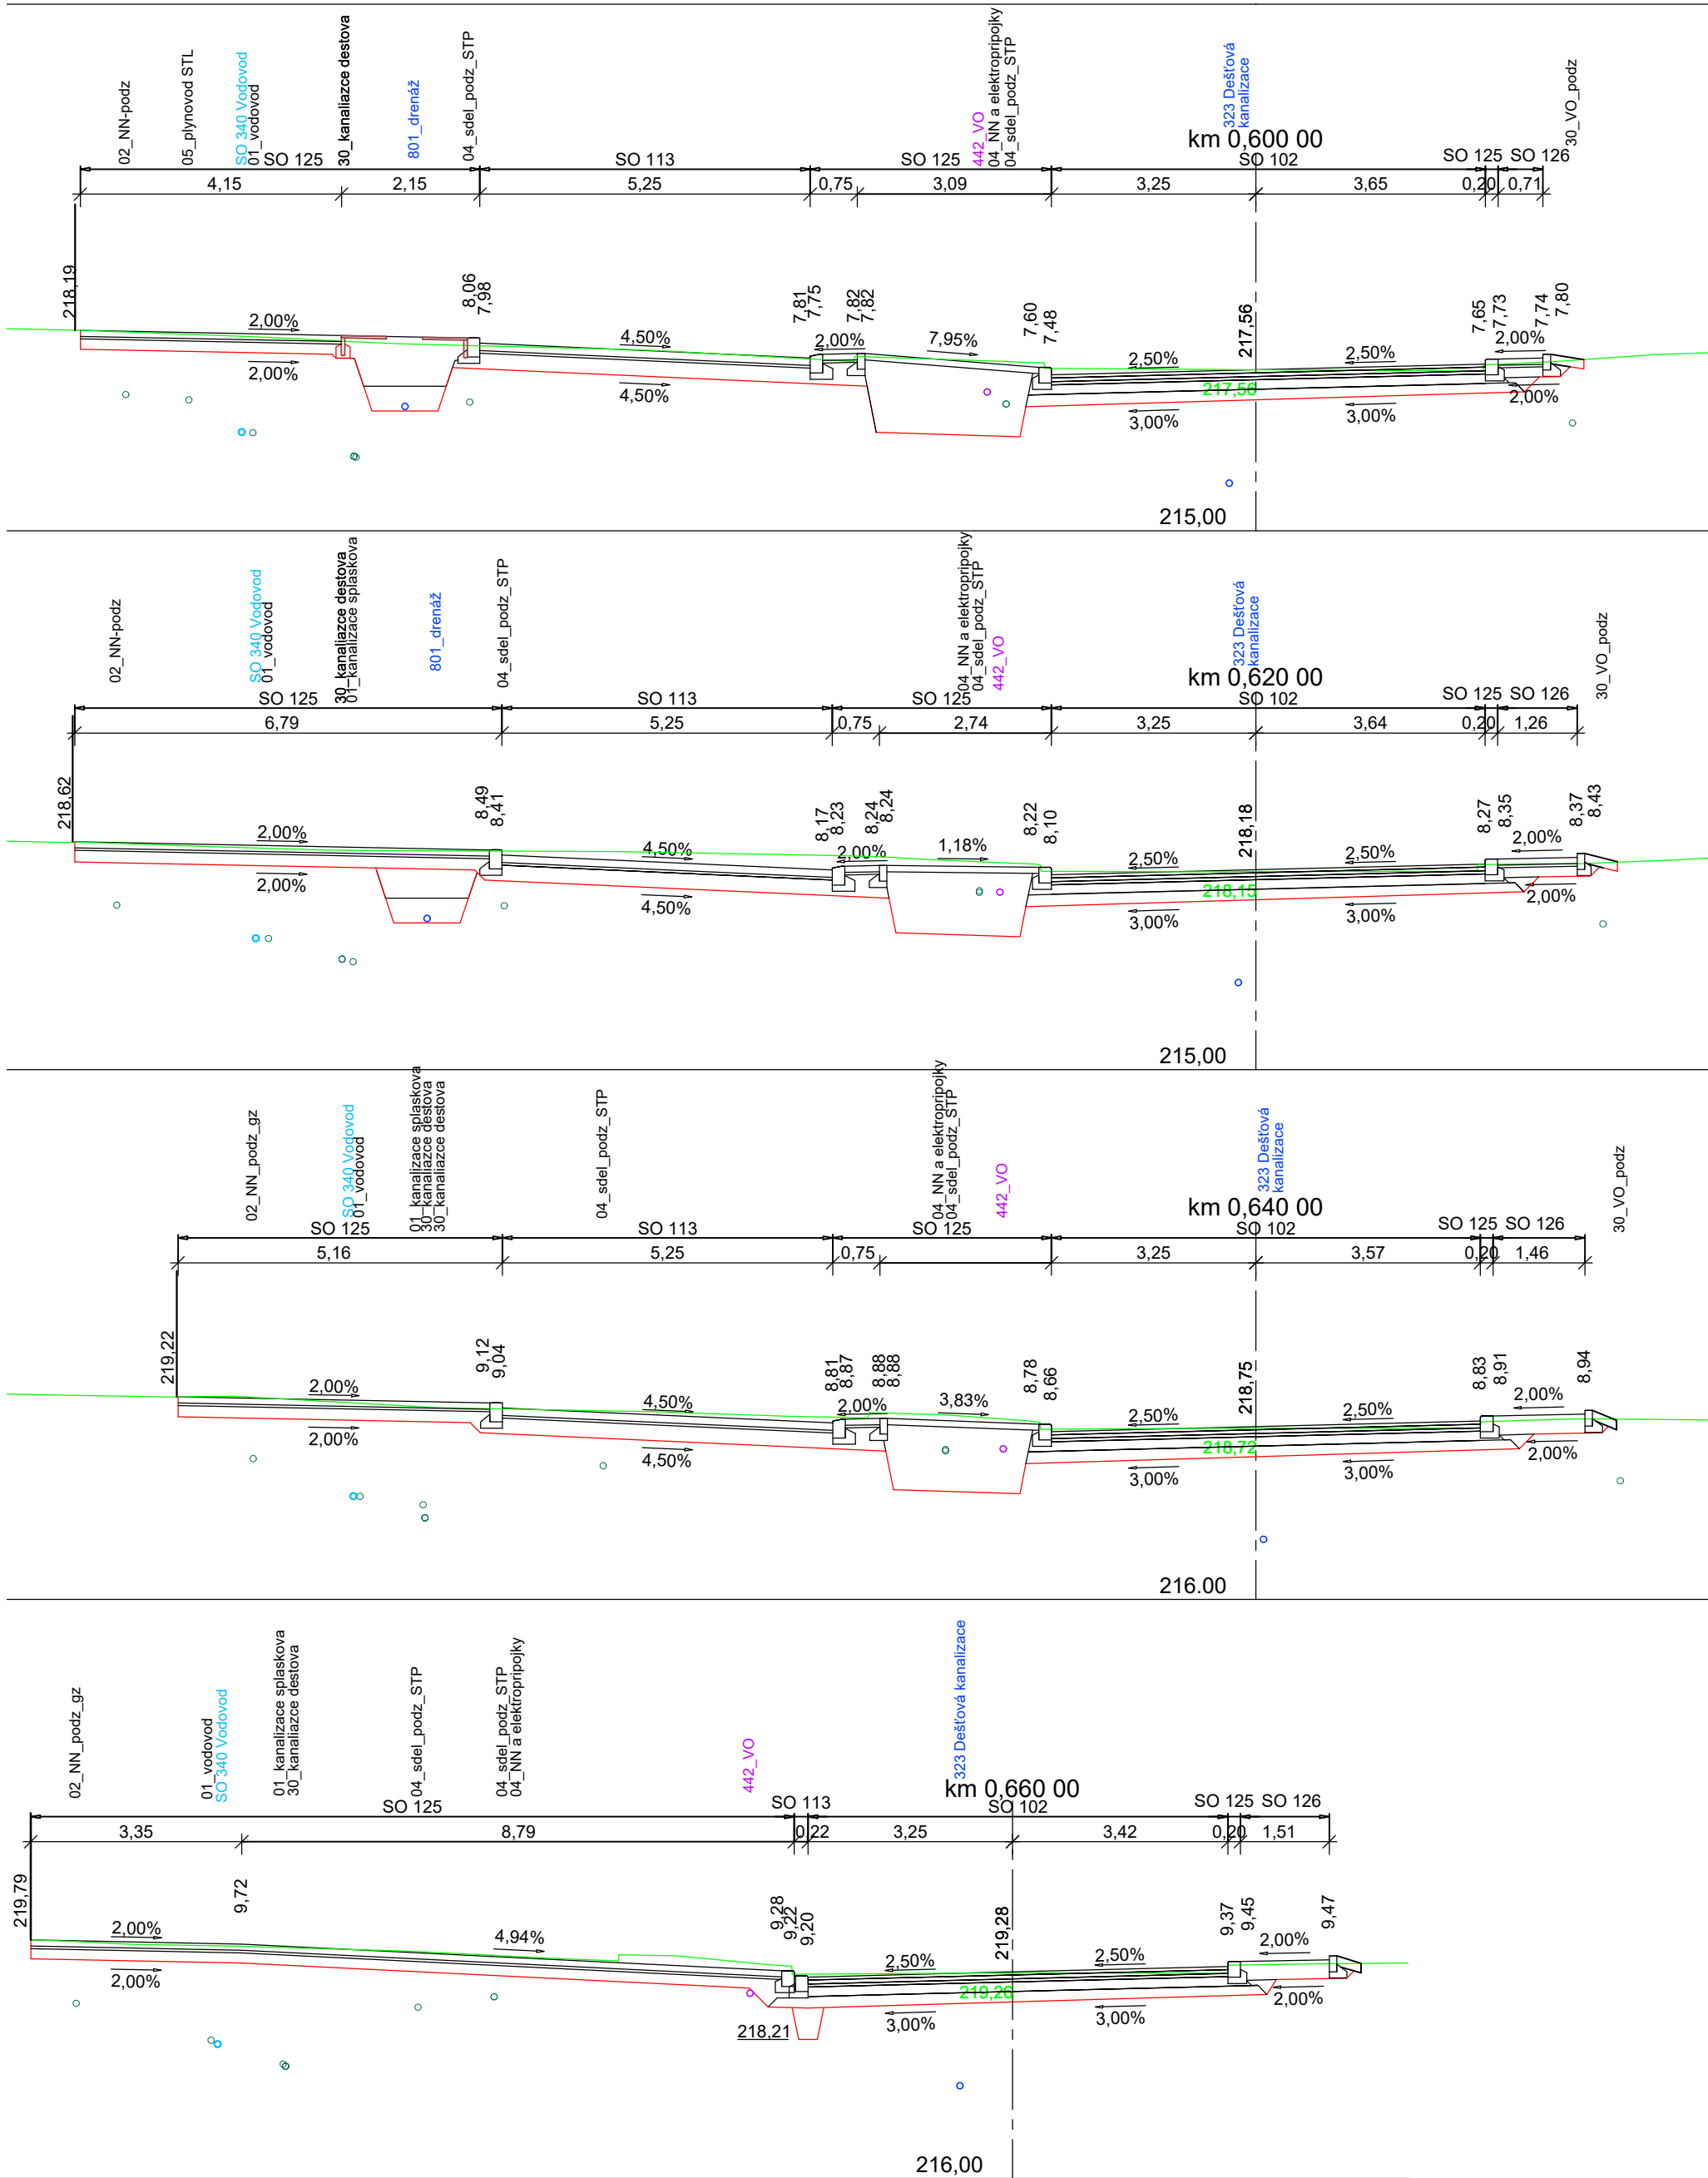 02_NN-podz
05_plynovod STL
SO 340 Vodovod
01_vodovod
30_kanaliazce destova
801_drenáž
04_sdel_podz_STP
442_VO
04_NN a elektropripojky
04_sdel_podz_STP
323 Dešťová
kanalizace
30_VO_podz
km 0,600 00
SO 125 SO 113 SO 125 SO 102 SO 125 SO 126
4,15 2,15 5,25 0,75 3,09 3,25 3,65 0,20 0,71
218,19 8,06 7,98 7,81 7,75 7,82 7,82 7,60 7,48 217,56 7,65 7,73 7,74 7,80
2,00% 4,50% 2,00% 7,95% 2,50% 2,50% 2,00%
2,00% 4,50% 217,56 3,00% 3,00% 2,00%
215,00
02_NN-podz
SO 340 Vodovod
01_vodovod
30_kanaliazce destova
01_kanalizace splaskova
801_drenáž
04_sdel_podz_STP
04_NN a elektropripojky
04_sdel_podz_STP
442_VO
323 Dešťová
kanalizace
30_VO_podz
km 0,620 00
SO 125 SO 113 SO 125 SO 102 SO 125 SO 126
6,79 5,25 0,75 2,74 3,25 3,64 0,20 1,26
218,62 8,49 8,41 8,17 8,23 8,24 8,24 8,22 8,10 218,18 8,27 8,35 8,37 8,43
2,00% 4,50% 2,00% 1,18% 2,50% 2,50% 2,00%
2,00% 4,50% 218,15 3,00% 3,00% 2,00%
215,00
02_NN_podz_gz
SO 340 Vodovod
01_vodovod
01_kanalizace splaskova
30_kanaliazce destova
30_kanaliazce destova
04_sdel_podz_STP
04_NN a elektropripojky
04_sdel_podz_STP
442_VO
323 Dešťová
kanalizace
30_VO_podz
km 0,640 00
SO 125 SO 113 SO 125 SO 102 SO 125 SO 126
5,16 5,25 0,75 3,25 3,57 0,20 1,46
219,22 9,12 9,04 8,81 8,87 8,88 8,88 8,78 8,66 218,75 8,83 8,91 8,94
2,00% 4,50% 2,00% 3,83% 2,50% 2,50% 2,00%
2,00% 4,50% 218,72 3,00% 3,00% 2,00%
216.00
02_NN_podz_gz
01_vodovod
SO 340 Vodovod
01_kanalizace splaskova
30_kanaliazce destova
04_sdel_podz_STP
04_sdel_podz_STP
04_NN a elektropripojky
442_VO
323 Dešťová kanalizace
km 0,660 00
SO 125 SO 113 SO 102 SO 125 SO 126
3,35 8,79 0,22 3,25 3,42 0,20 1,51
219,79 9,72 9,28 9,22 9,20 219,28 9,37 9,45 9,47
2,00% 4,94% 2,50% 2,50% 2,00%
2,00% 218,21 3,00% 3,00% 2,00%
216,00